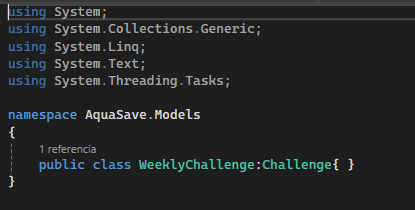 using System;
using System.Collections.Generic;
using System.Linq;
using System.Text;
using System.Threading.Tasks;
namespace AquaSave.Models
{
1 referencia
public class WeeklyChallenge:Challenge{ }
}